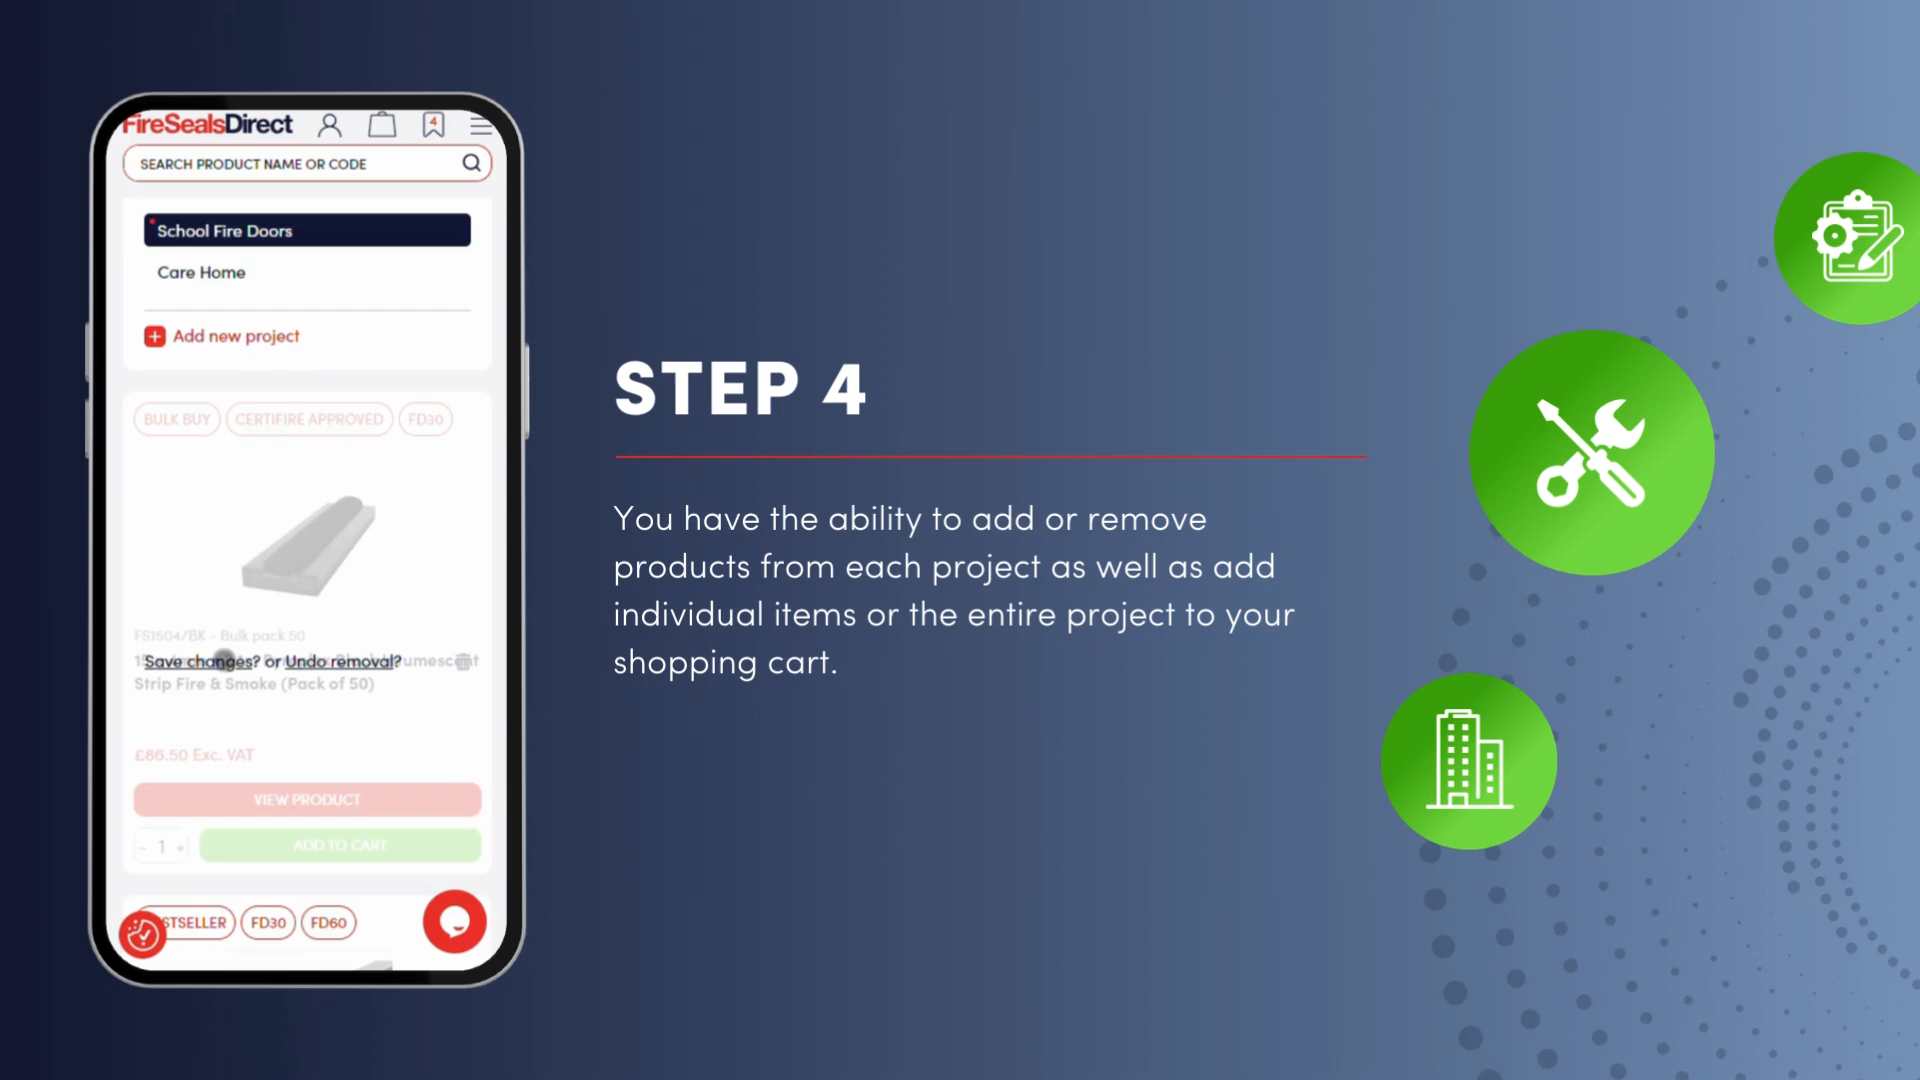 FireSealsDirect
4
SEARCH PRODUCT NAME OR CODE
School Fire Doors
Care Home
Add new project
BULK BUY
CERTIFIRE APPROVED
FD30
FS1504/BK - Bulk pack 50
Save changes? or Undo removal?
Strip Fire & Smoke (Pack of 50)
£86.50 Exc. VAT
VIEW PRODUCT
- 1 +
ADD TO CART
FD30
FD60
STEP 4
You have the ability to add or remove
products from each project as well as add
individual items or the entire project to your
shopping cart.